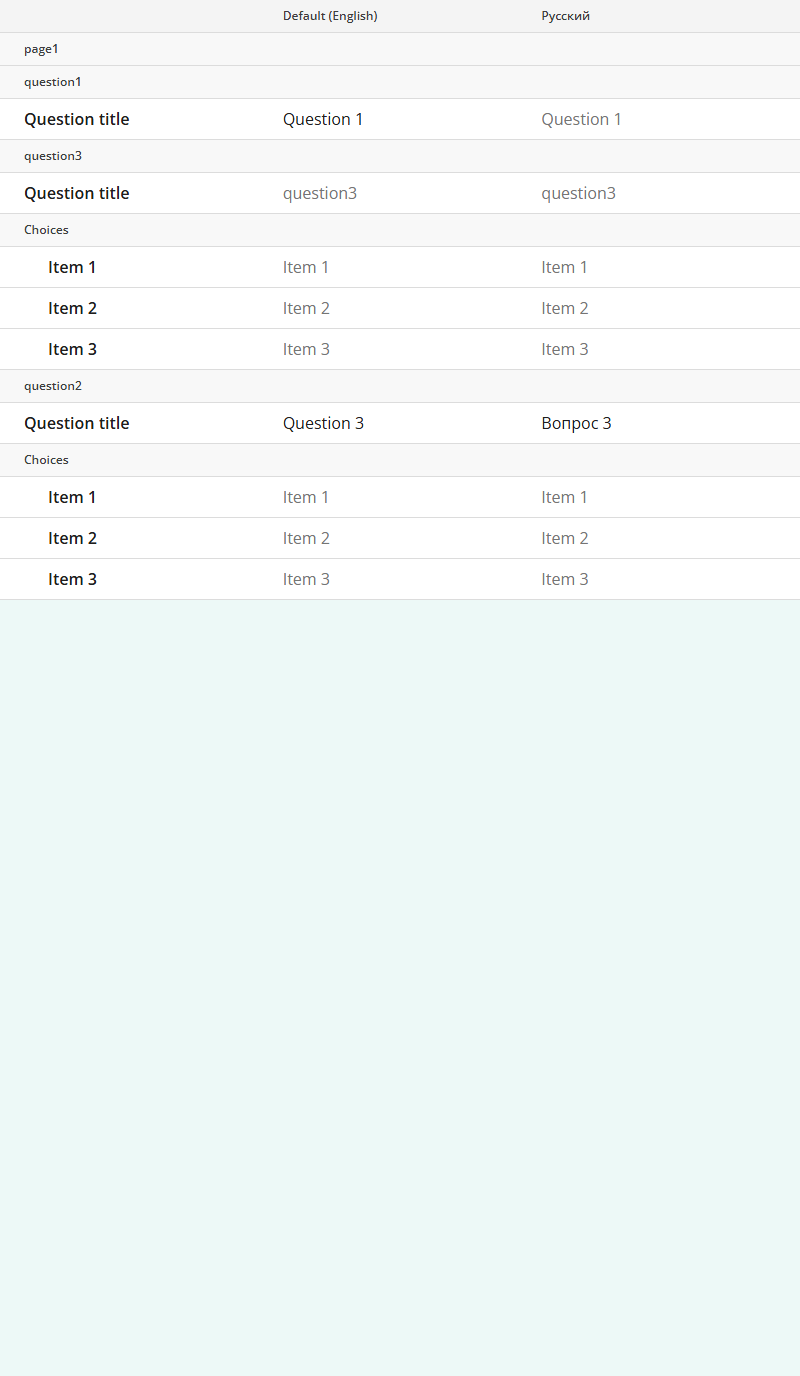 Default (English) Русский
page1
question1
Question title Question 1 Question 1
question3
Question title question3 question3
Choices
Item 1 Item 1 Item 1
Item 2 Item 2 Item 2
Item 3 Item 3 Item 3
question2
Question title Question 3 Вопрос 3
Choices
Item 1 Item 1 Item 1
Item 2 Item 2 Item 2
Item 3 Item 3 Item 3